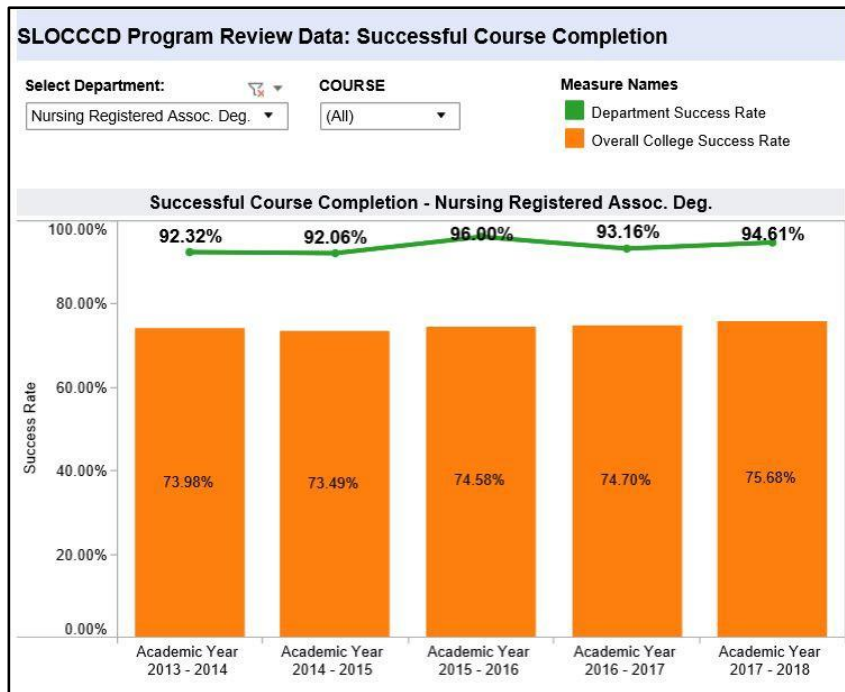 SLOCCCD Program Review Data: Successful Course Completion
Select Department:
COURSE
Measure Names
Nursing Registered Assoc. Deg.
(All)
Department Success Rate
Overall College Success Rate
Successful Course Completion - Nursing Registered Assoc. Deg.
100.00%
92.32%
92.06%
96.00%
93.16%
94.61%
80.00%
60.00%
Success Rate
40.00%
73.98%
73.49%
74.58%
74.70%
75.68%
20.00%
0.00%
Academic Year
2013 - 2014
Academic Year
2014 - 2015
Academic Year
2015 - 2016
Academic Year
2016 - 2017
Academic Year
2017 - 2018